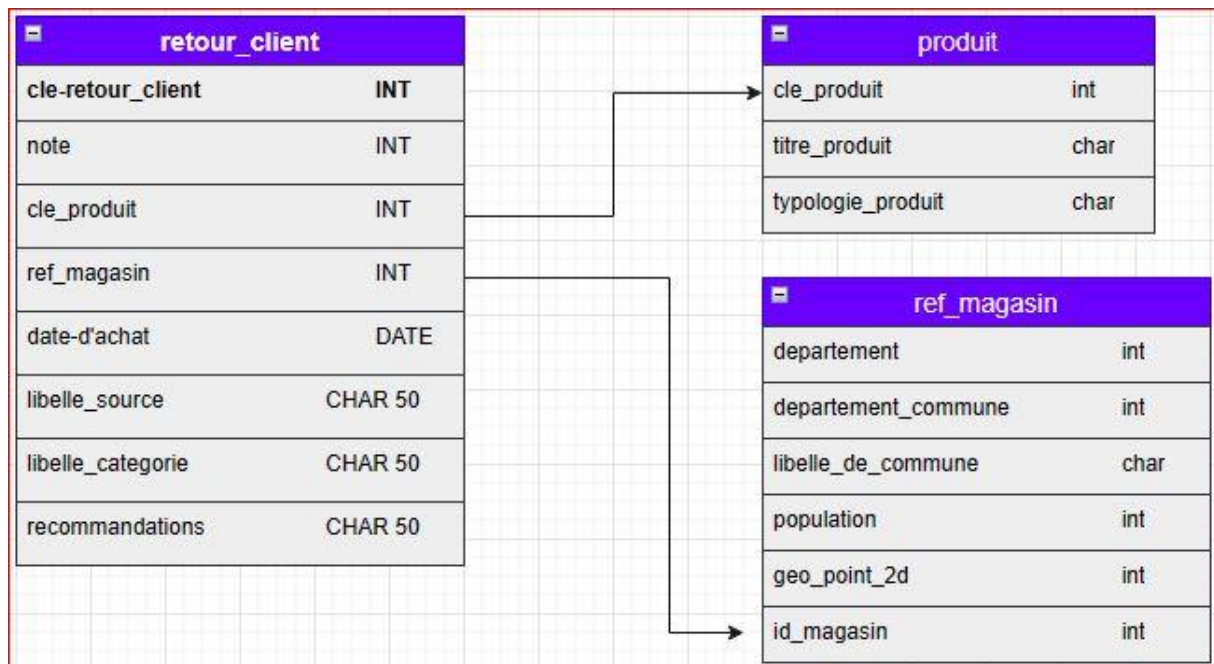 retour_client
cle-retour_client INT
note INT
cle_produit INT
ref_magasin INT
date-d'achat DATE
libelle_source CHAR 50
libelle_categorie CHAR 50
recommandations CHAR 50
produit
cle_produit int
titre_produit char
typologie_produit char
ref_magasin
departement int
departement_commune int
libelle_de_commune char
population int
geo_point_2d int
id_magasin int